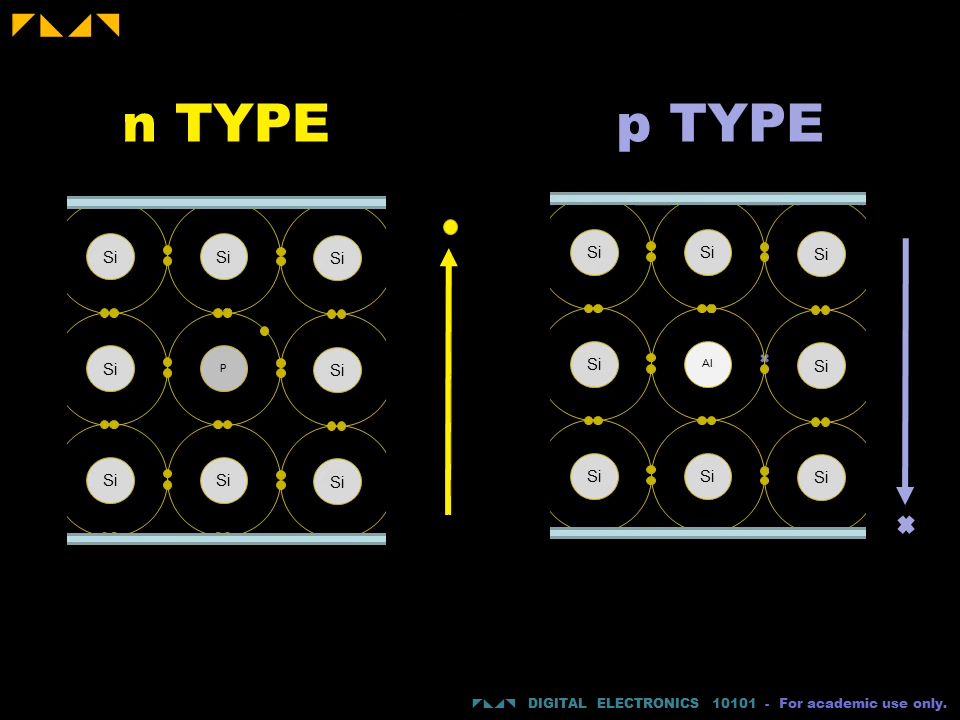 n TYPE
p TYPE
Si Si Si
Si P Si
Si Si Si
Si Si Si
Si Al Si
Si Si Si
DIGITAL ELECTRONICS 10101 - For academic use only.